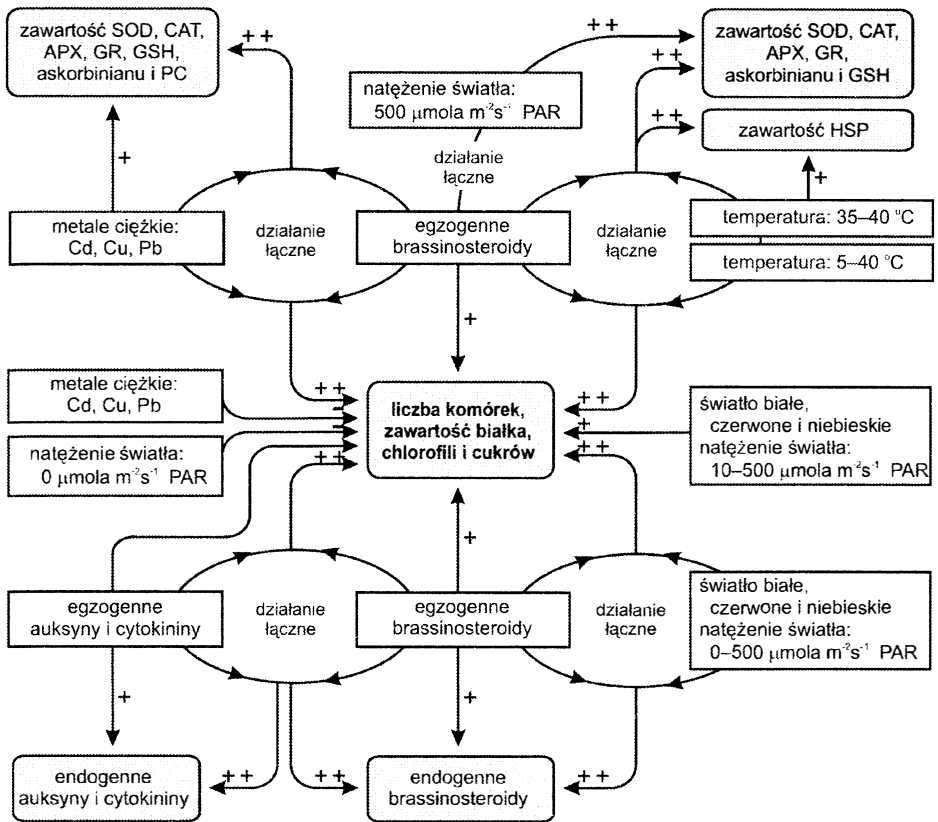 zawartość SOD, CAT,
APX, GR, GSH,
askorbinianu i PC
++
++
zawartość SOD, CAT,
APX, GR,
askorbinianu i GSH
++
natężenie światła:
500 μmola m⁻²s⁻¹ PAR
++
zawartość HSP
+
działanie
łączne
+
metale ciężkie:
Cd, Cu, Pb
działanie
łączne
egzogenne
brassinosteroidy
działanie
łączne
temperatura: 35–40 °C
temperatura: 5–40 °C
+
metale ciężkie:
Cd, Cu, Pb
++
–
–
+
++
liczba komórek,
zawartość białka,
chlorofili i cukrów
++
+
++
światło białe,
czerwone i niebieskie
natężenie światła:
10–500 μmola m⁻²s⁻¹ PAR
natężenie światła:
0 μmola m⁻²s⁻¹ PAR
+
egzogenne
auksyny i cytokininy
działanie
łączne
egzogenne
brassinosteroidy
działanie
łączne
światło białe,
czerwone i niebieskie
natężenie światła:
0–500 μmola m⁻²s⁻¹ PAR
+
+
endogenne
auksyny i cytokininy
++
++
endogenne
brassinosteroidy
++